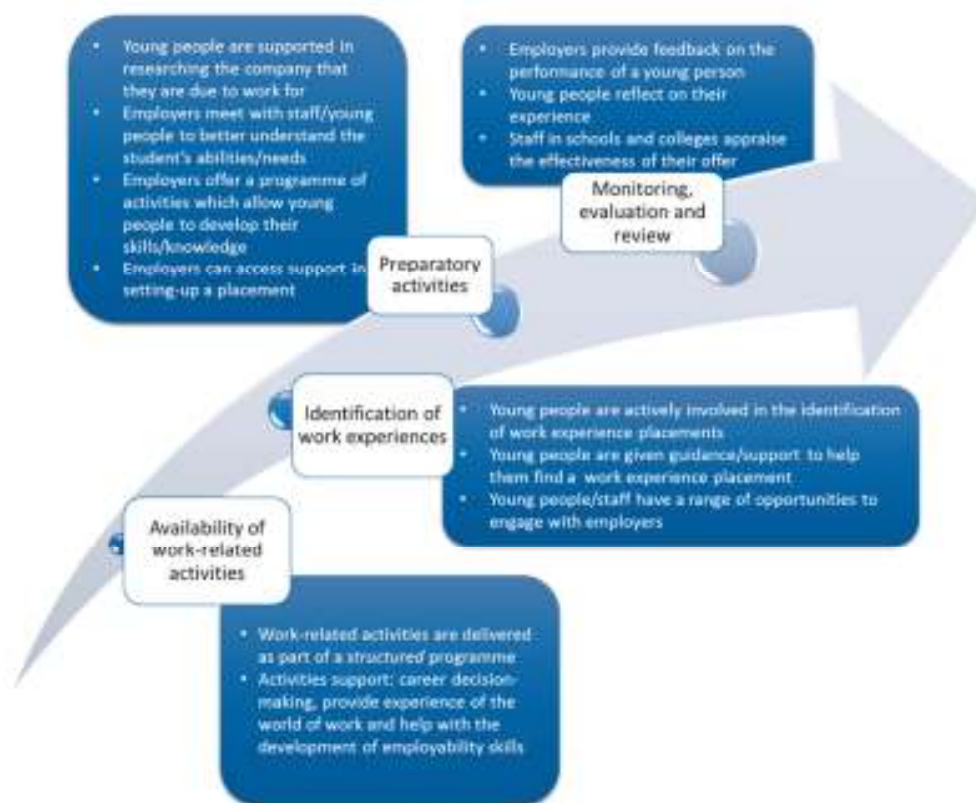 • Young people are supported in
researching the company that
they are due to work for
• Employers meet with staff/young
people to better understand the
student's abilities/needs
• Employers offer a programme of
activities which allow young
people to develop their
skills/knowledge
• Employers can access support in
setting-up a placement
Preparatory
activities
• Employers provide feedback on the
performance of a young person
• Young people reflect on their
experience
• Staff in schools and colleges appraise
the effectiveness of their offer
Monitoring,
evaluation and
review
Identification of
work experiences
• Young people are actively involved in the identification
of work experience placements
• Young people are given guidance/support to help
them find a work experience placement
• Young people/staff have a range of opportunities to
engage with employers
Availability of
work-related
activities
• Work-related activities are delivered
as part of a structured programme
• Activities support: career decision-
making, provide experience of the
world of work and help with the
development of employability skills